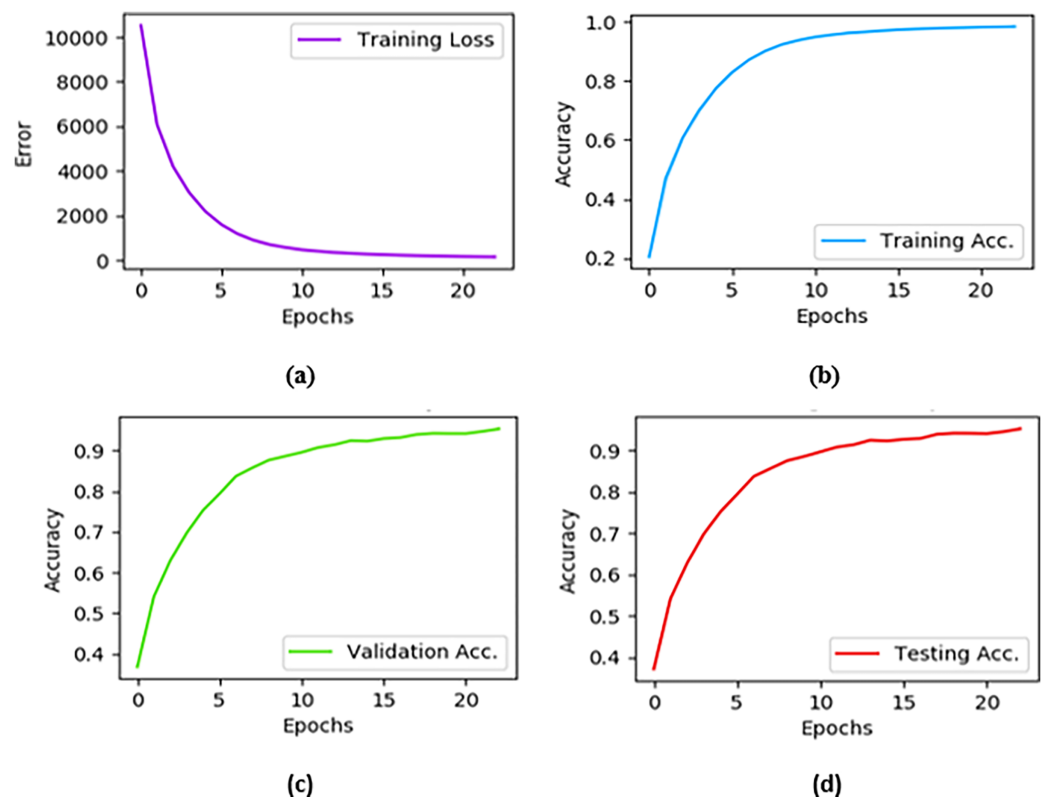 10000
8000
6000
4000
2000
0
Error
Training Loss
0 5 10 15 20
Epochs
(a)
1.0
0.8
0.6
0.4
0.2
Accuracy
Training Acc.
0 5 10 15 20
Epochs
(b)
0.9
0.8
0.7
0.6
0.5
0.4
Accuracy
Validation Acc.
0 5 10 15 20
Epochs
(c)
0.9
0.8
0.7
0.6
0.5
0.4
Accuracy
Testing Acc.
0 5 10 15 20
Epochs
(d)